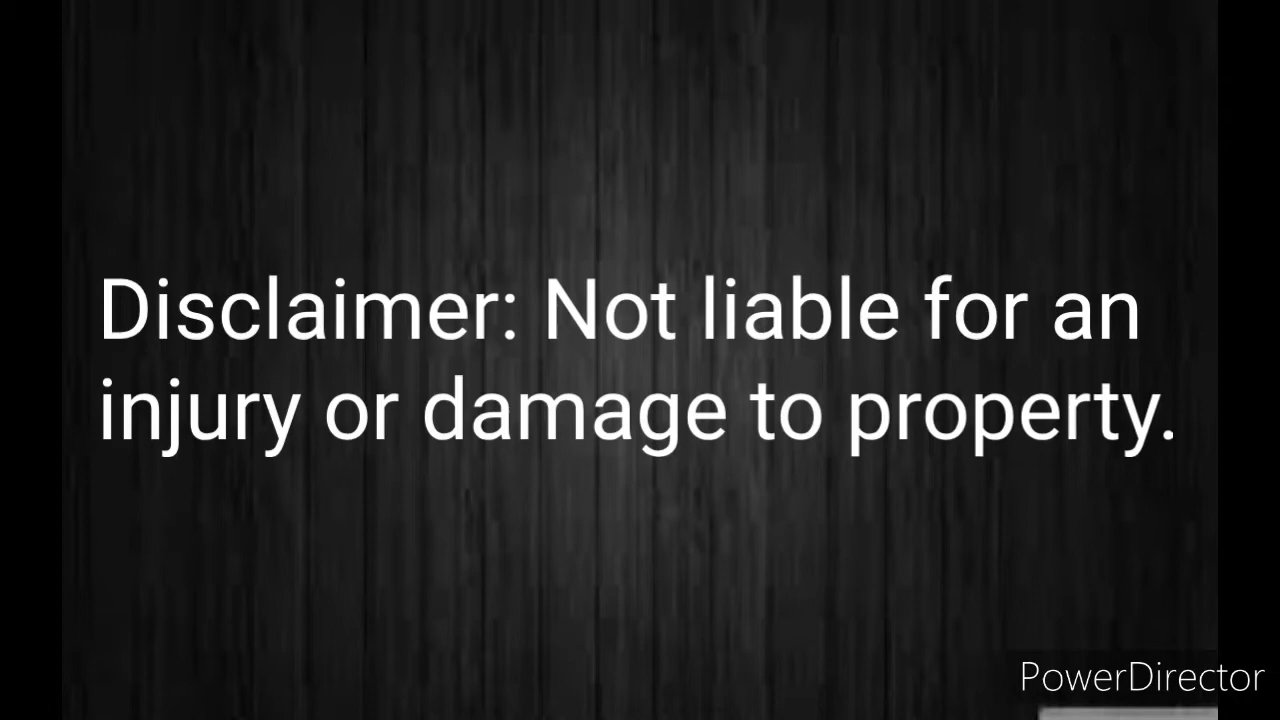 Disclaimer: Not liable for an
injury or damage to property.
PowerDirector